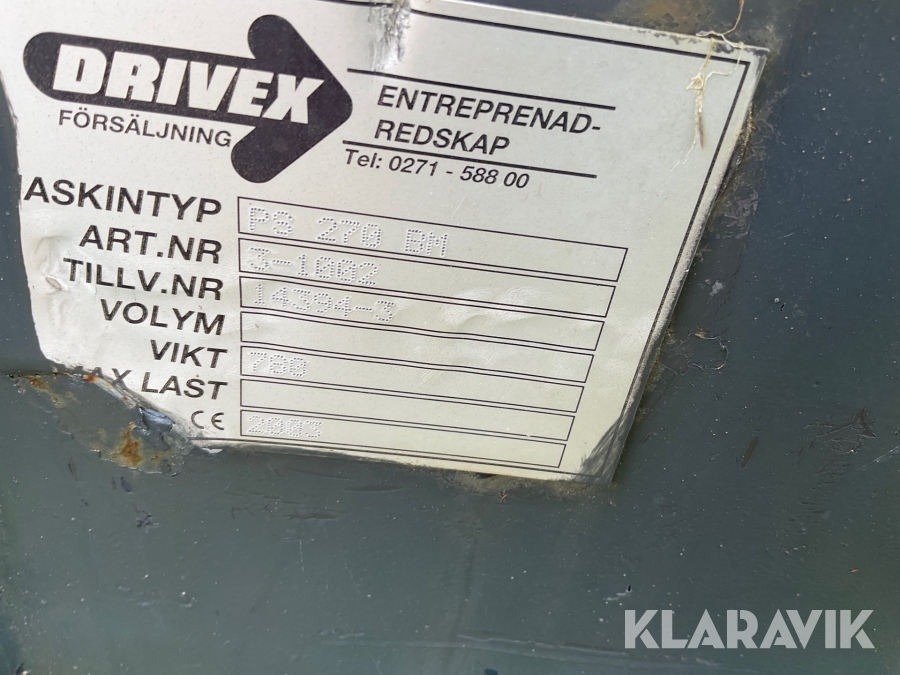 DRIVEX
FÖRSÄLJNING
ENTREPRENAD-
REDSKAP
Tel: 0271 - 588 00
ASKINTYP PS 270 BM
ART.NR 3-1002
TILLV.NR 14394-3
VOLYM
VIKT 700
AX LAST
CE 2003
KLARAVIK